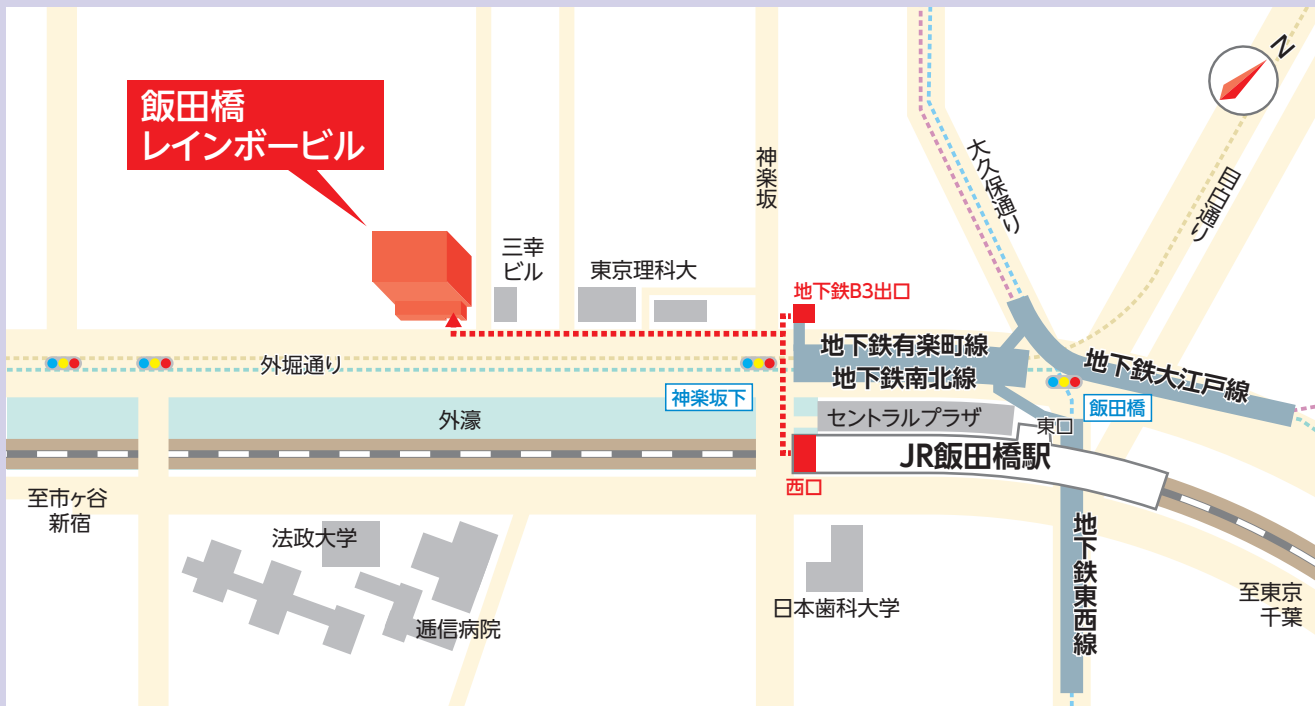 N
飯田橋
レインボービル
神楽坂
大久保通り
目白通り
三幸
ビル
東京理科大
地下鉄B3出口
地下鉄有楽町線
地下鉄南北線
地下鉄大江戸線
外堀通り
神楽坂下
飯田橋
外濠
セントラルプラザ
東口
JR飯田橋駅
西口
至市ヶ谷
新宿
法政大学
逓信病院
日本歯科大学
地下鉄東西線
至東京
千葉